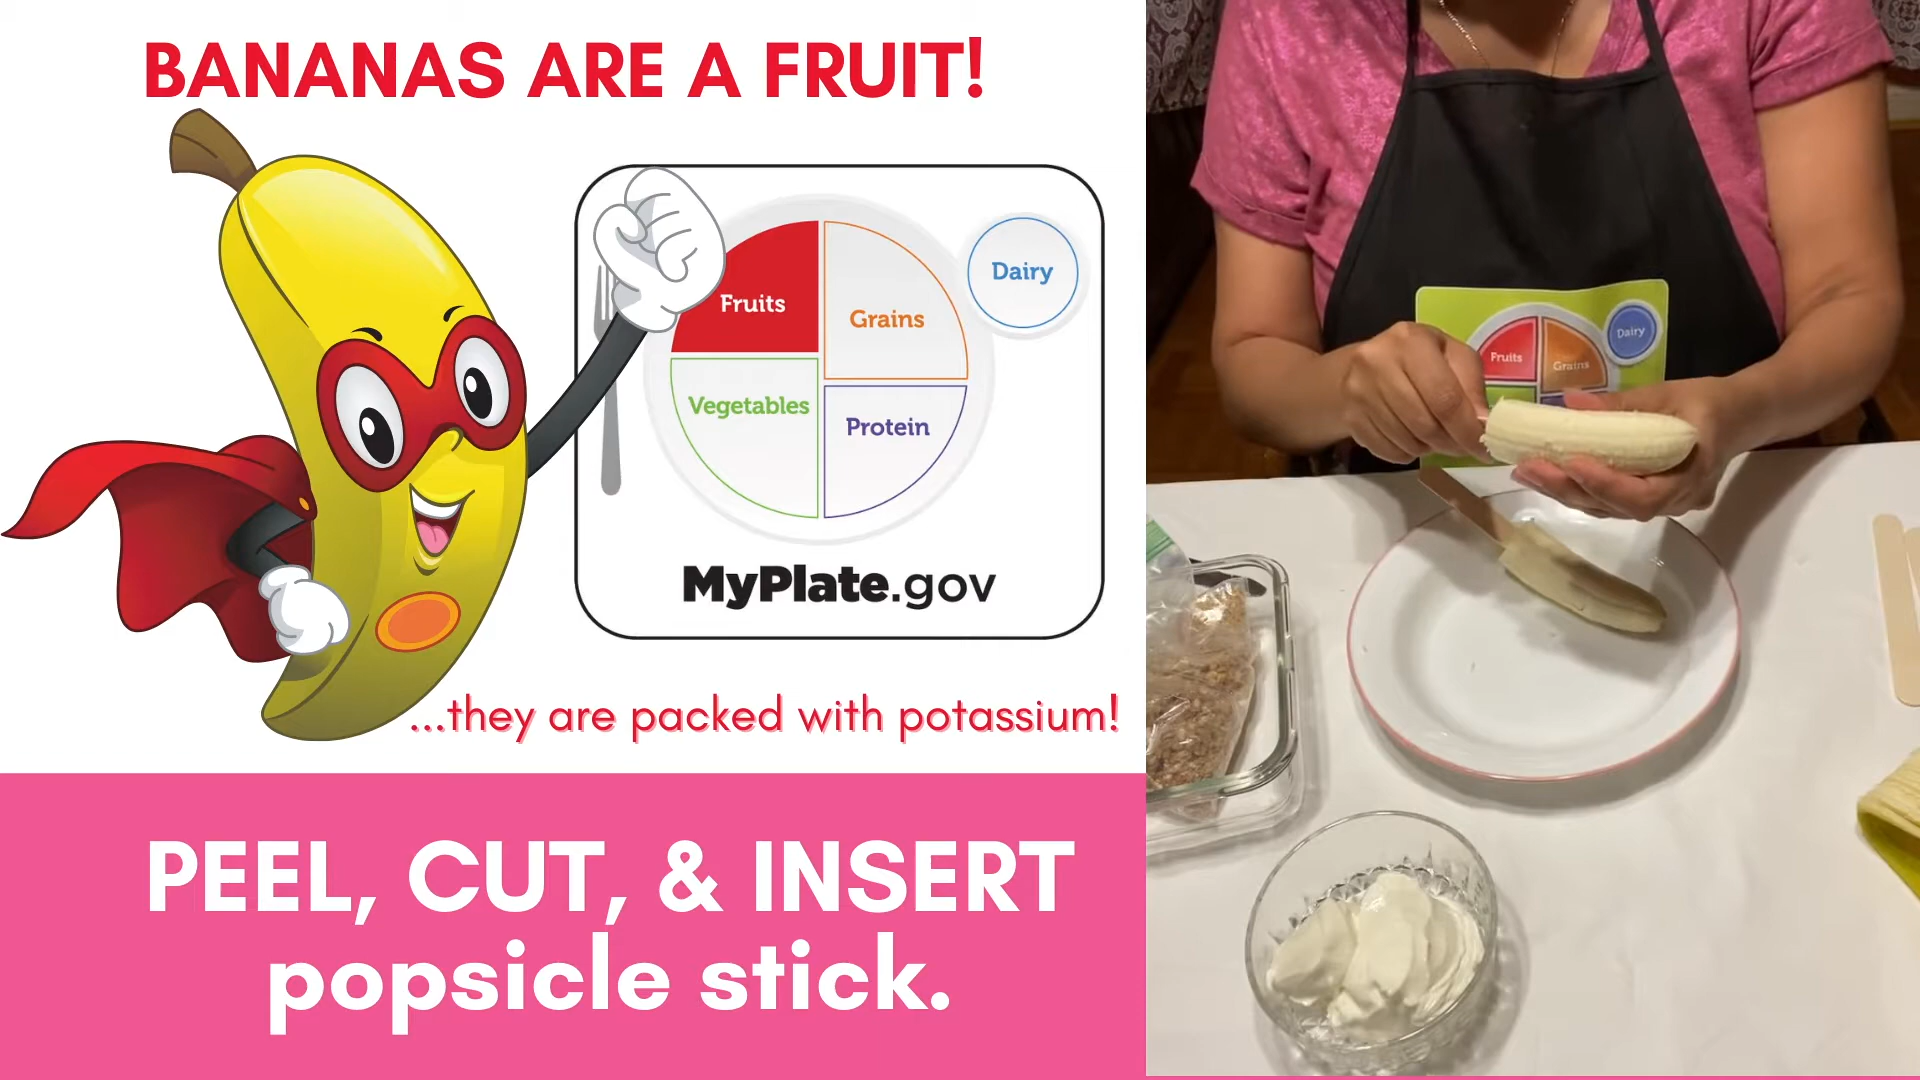 BANANAS ARE A FRUIT!
Fruits
Grains
Dairy
Vegetables
Protein
MyPlate.gov
...they are packed with potassium!
PEEL, CUT, & INSERT
popsicle stick.
Fruits
Grains
Dairy